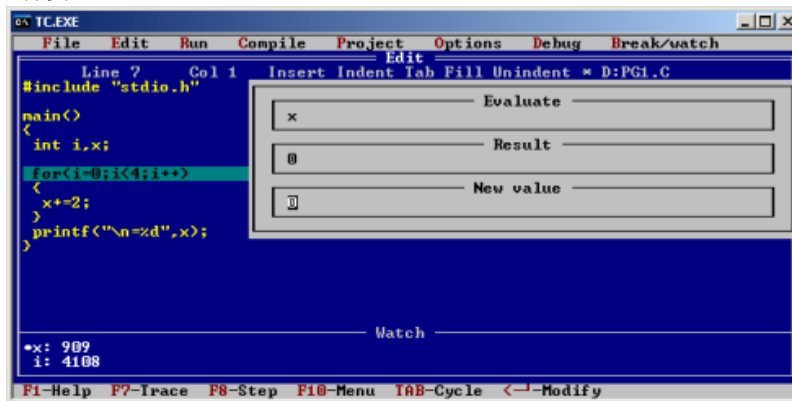 TC.EXE
File Edit Run Compile Project Options Debug Break/watch
Edit
Line 7 Col 1 Insert Indent Tab Fill Unindent * D:PG1.C
#include "stdio.h"
main()
{
int i,x;
for(i=0;i<4;i++)
{
x+=2;
}
printf("\n=%d",x);
}
Evaluate
x
Result
0
New value
0
Watch
•x: 909
i: 4108
F1-Help F7-Trace F8-Step F10-Menu TAB-Cycle <─┘-Modify